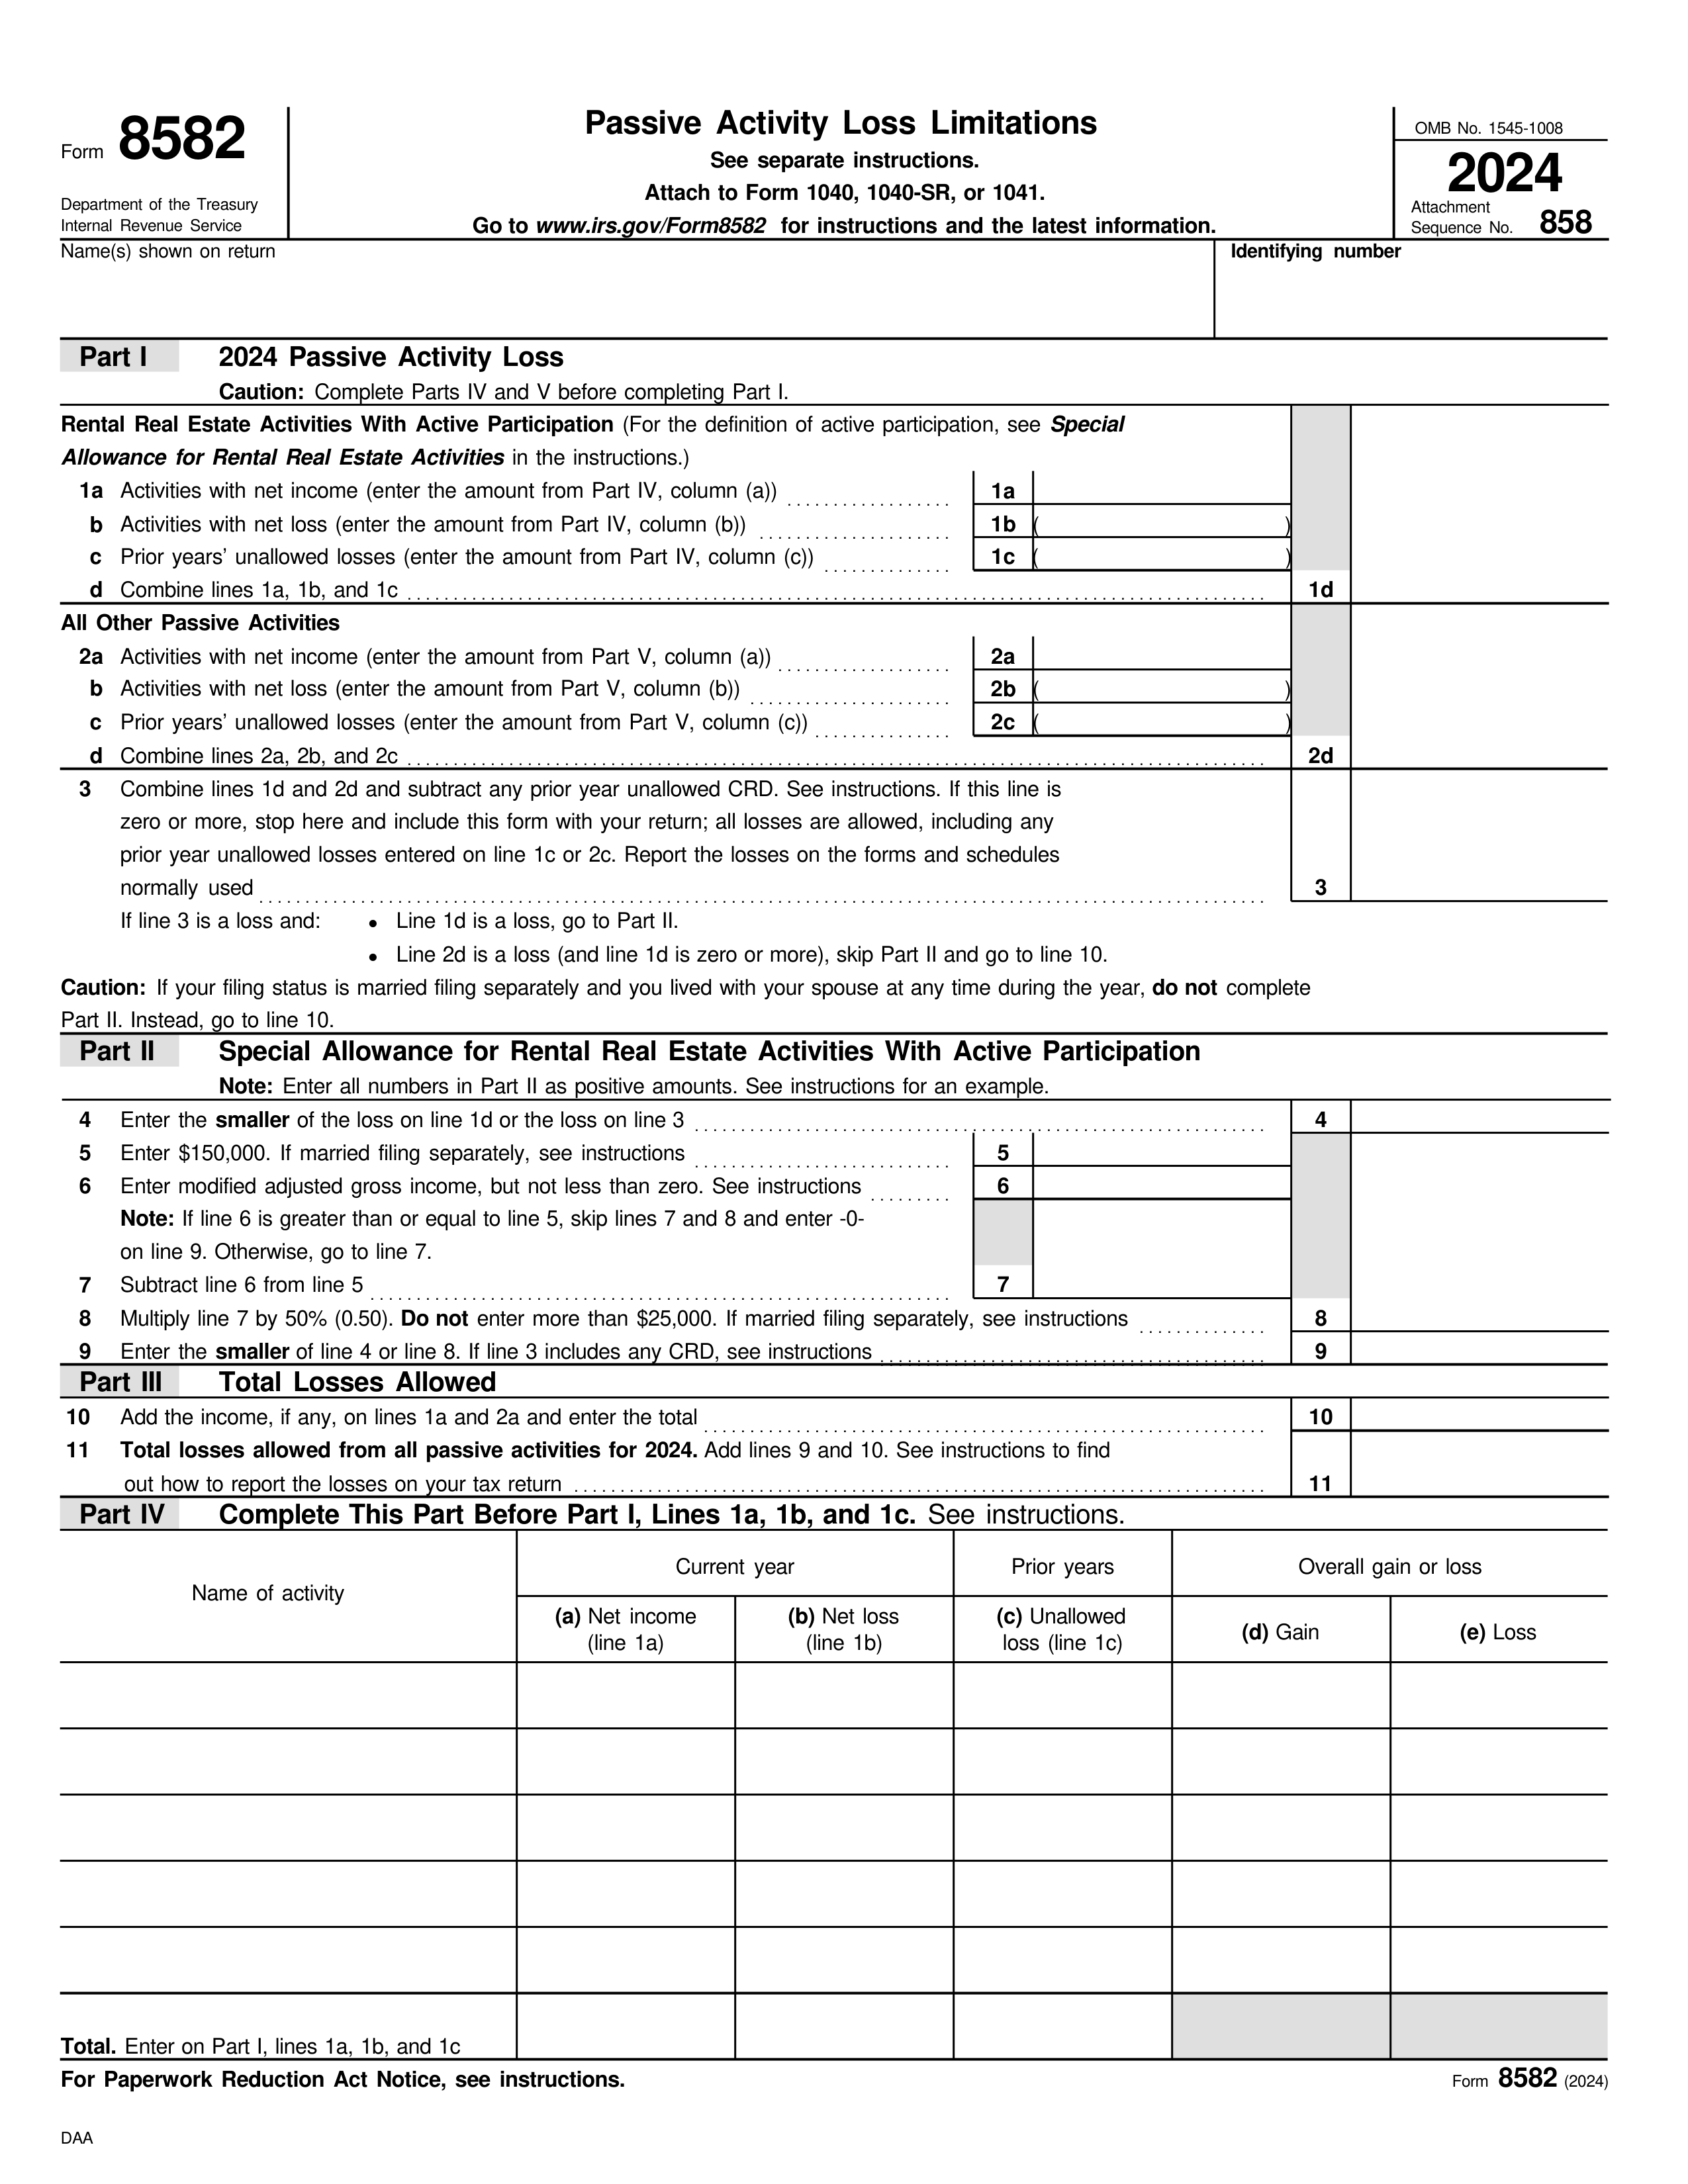 Form 8582
Department of the Treasury
Internal Revenue Service
Passive Activity Loss Limitations
See separate instructions.
Attach to Form 1040, 1040-SR, or 1041.
Go to www.irs.gov/Form8582 for instructions and the latest information.
OMB No. 1545-1008
2024
Attachment
Sequence No. 858
Name(s) shown on return
Identifying number
Part I 2024 Passive Activity Loss
Caution: Complete Parts IV and V before completing Part I.
Rental Real Estate Activities With Active Participation (For the definition of active participation, see Special
Allowance for Rental Real Estate Activities in the instructions.)
1a Activities with net income (enter the amount from Part IV, column (a)) 1a
b Activities with net loss (enter the amount from Part IV, column (b)) 1b ( )
c Prior years' unallowed losses (enter the amount from Part IV, column (c)) 1c ( )
d Combine lines 1a, 1b, and 1c 1d
All Other Passive Activities
2a Activities with net income (enter the amount from Part V, column (a)) 2a
b Activities with net loss (enter the amount from Part V, column (b)) 2b ( )
c Prior years' unallowed losses (enter the amount from Part V, column (c)) 2c ( )
d Combine lines 2a, 2b, and 2c 2d
3 Combine lines 1d and 2d and subtract any prior year unallowed CRD. See instructions. If this line is
zero or more, stop here and include this form with your return; all losses are allowed, including any
prior year unallowed losses entered on line 1c or 2c. Report the losses on the forms and schedules
normally used 3
If line 3 is a loss and: • Line 1d is a loss, go to Part II.
• Line 2d is a loss (and line 1d is zero or more), skip Part II and go to line 10.
Caution: If your filing status is married filing separately and you lived with your spouse at any time during the year, do not complete
Part II. Instead, go to line 10.
Part II Special Allowance for Rental Real Estate Activities With Active Participation
Note: Enter all numbers in Part II as positive amounts. See instructions for an example.
4 Enter the smaller of the loss on line 1d or the loss on line 3 4
5 Enter $150,000. If married filing separately, see instructions 5
6 Enter modified adjusted gross income, but not less than zero. See instructions 6
Note: If line 6 is greater than or equal to line 5, skip lines 7 and 8 and enter -0-
on line 9. Otherwise, go to line 7.
7 Subtract line 6 from line 5 7
8 Multiply line 7 by 50% (0.50). Do not enter more than $25,000. If married filing separately, see instructions 8
9 Enter the smaller of line 4 or line 8. If line 3 includes any CRD, see instructions 9
Part III Total Losses Allowed
10 Add the income, if any, on lines 1a and 2a and enter the total 10
11 Total losses allowed from all passive activities for 2024. Add lines 9 and 10. See instructions to find
out how to report the losses on your tax return 11
Part IV Complete This Part Before Part I, Lines 1a, 1b, and 1c. See instructions.
Name of activity
Current year Prior years Overall gain or loss
(a) Net income (b) Net loss (c) Unallowed (d) Gain (e) Loss
(line 1a) (line 1b) loss (line 1c)
Total. Enter on Part I, lines 1a, 1b, and 1c
For Paperwork Reduction Act Notice, see instructions.
Form 8582 (2024)
DAA